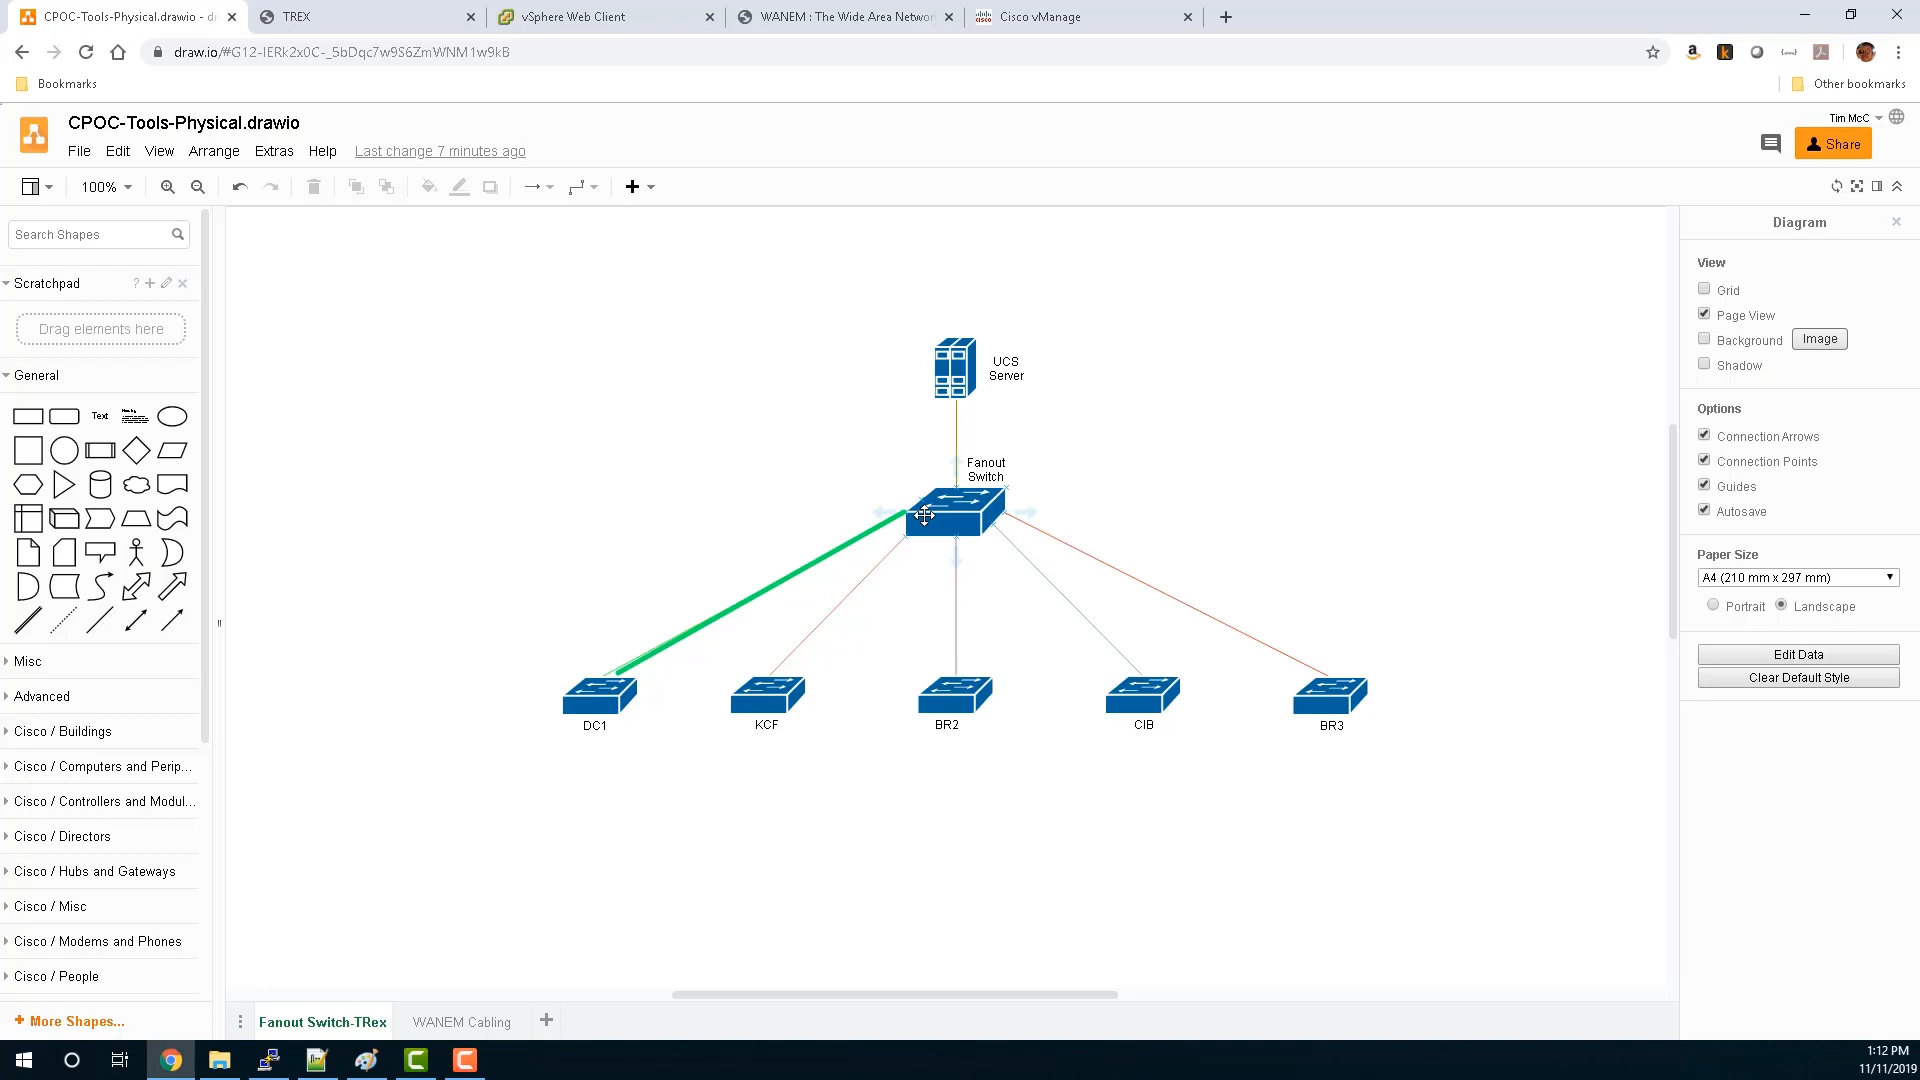 CPOC-Tools-Physical.drawio - dr
TREX
vSphere Web Client
WANEM : The Wide Area Networ
Cisco vManage
draw.io/#G12-IERk2x0C-_5bDqc7w9S6ZmWNM1w9kB
Bookmarks
Other bookmarks
CPOC-Tools-Physical.drawio
Tim McC
File Edit View Arrange Extras Help Last change 7 minutes ago
Share
100%
Search Shapes
Diagram
Scratchpad
?
View
Grid
Page View
Background
Image
Shadow
Drag elements here
General
Text
Options
Connection Arrows
Connection Points
Guides
Autosave
Paper Size
A4 (210 mm x 297 mm)
Portrait
Landscape
Edit Data
Clear Default Style
UCS
Server
Fanout
Switch
DC1
KCF
BR2
CIB
BR3
Misc
Advanced
Cisco / Buildings
Cisco / Computers and Perip...
Cisco / Controllers and Modul...
Cisco / Directors
Cisco / Hubs and Gateways
Cisco / Misc
Cisco / Modems and Phones
Cisco / People
More Shapes...
Fanout Switch-TRex
WANEM Cabling
1:12 PM
11/11/2019